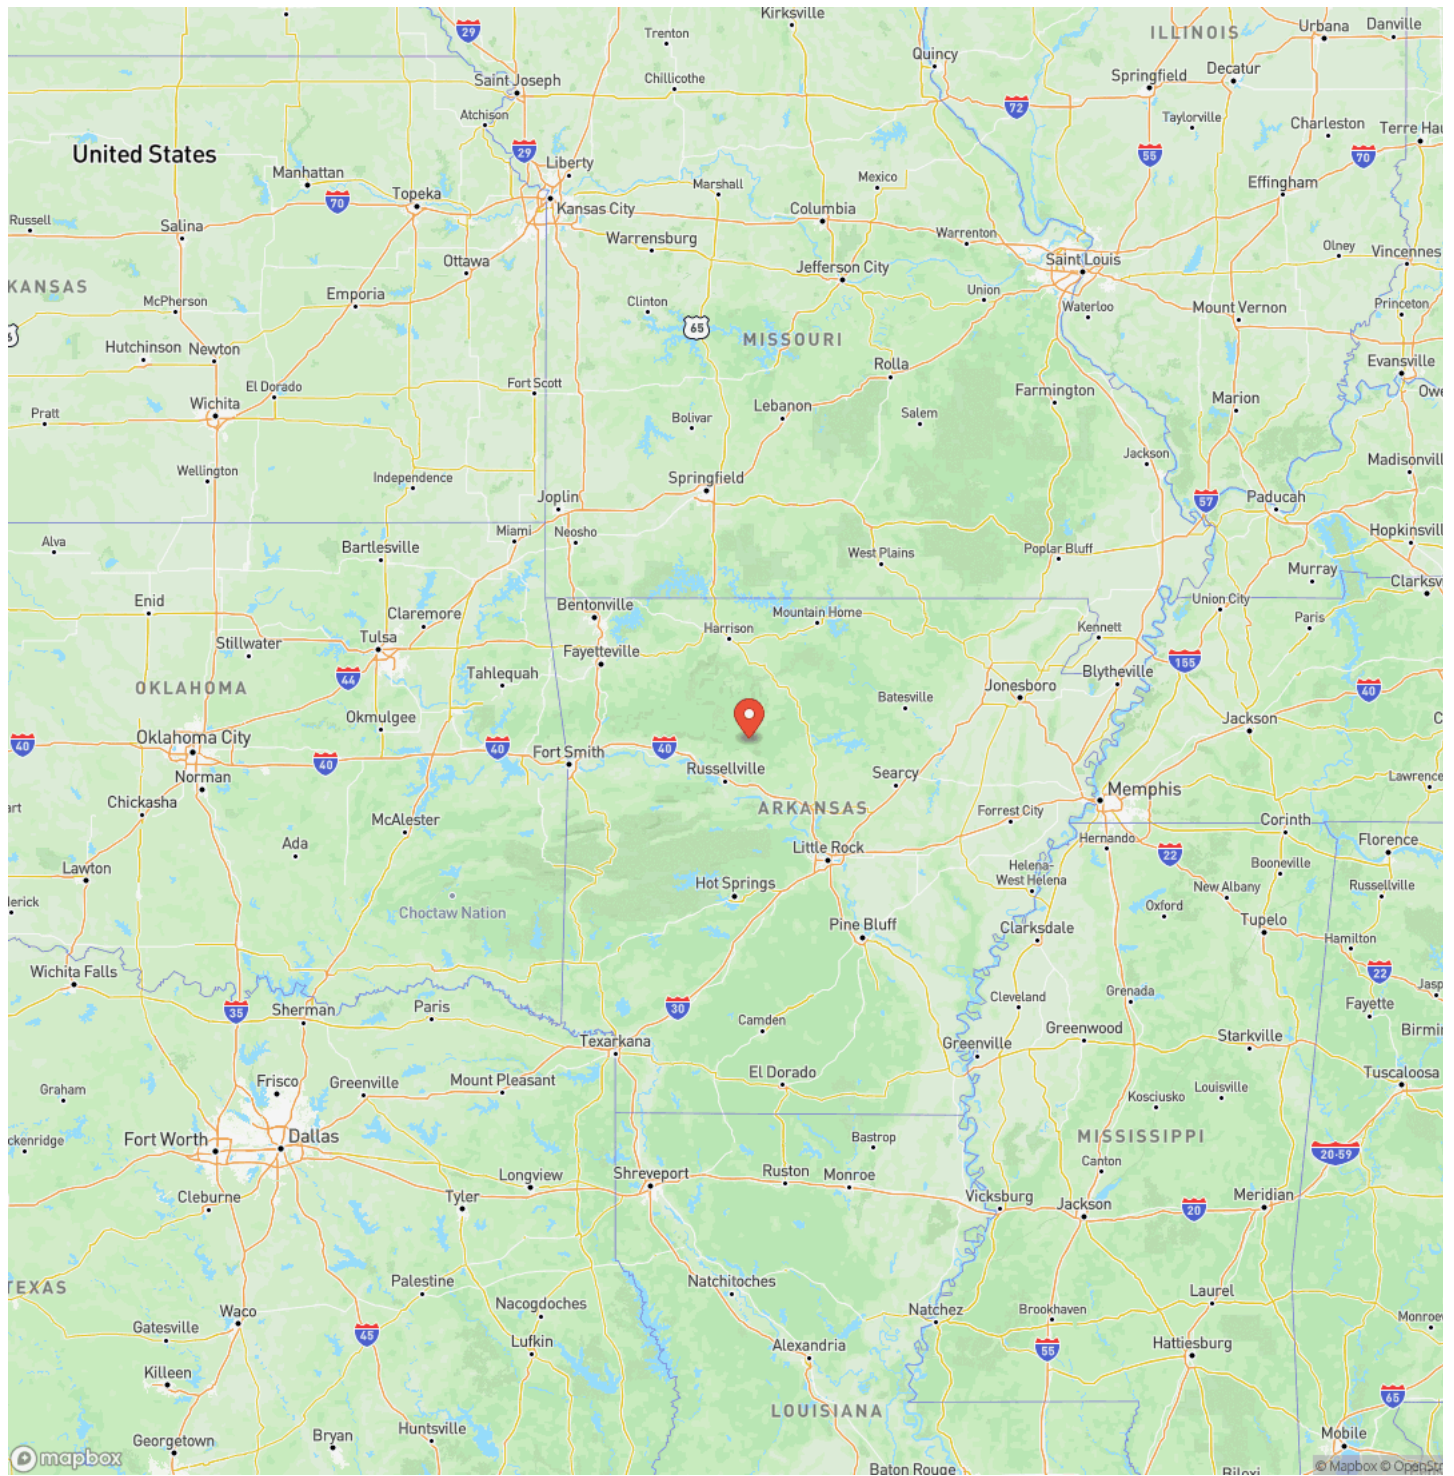 Kirksville
ILLINOIS
Urbana
Danville
29
Trenton
Quincy
Saint Joseph
Chillicothe
Springfield
Decatur
72
Atchison
Taylorville
Charleston
Terre Hau
United States
29
55
70
Liberty
Manhattan
Topeka
Marshall
Mexico
Effingham
70
Kansas City
Columbia
Russell
Salina
Warrensburg
Warrenton
Olney
Vincennes
Ottawa
Jefferson City
Saint Louis
KANSAS
Emporia
Union
McPherson
Clinton
Waterloo
Mount Vernon
Princeton
65
MISSOURI
6
Hutchinson
Newton
Rolla
Evansville
El Dorado
Fort Scott
Farmington
Owe
Wichita
Lebanon
Marion
Pratt
Bolivar
Salem
Jackson
Madisonvill
Wellington
Independence
Springfield
Joplin
57
Paducah
Miami
Neosho
Hopkinsvill
Alva
Bartlesville
West Plains
Poplar Bluff
Murray
Clarksv
Enid
Claremore
Bentonville
Mountain Home
Union City
Paris
Stillwater
Tulsa
Harrison
Kennett
Fayetteville
155
44
Tahlequah
Blytheville
OKLAHOMA
Jonesboro
40
Okmulgee
Batesville
Jackson
C
40
Oklahoma City
40
40
Fort Smith
40
Norman
Russellville
Searcy
Lawrence
Chickasha
Memphis
art
ARKANSAS
Forrest City
McAlester
Corinth
Ada
Little Rock
Hernando
Florence
22
Lawton
Helena-
West Helena
Booneville
Hot Springs
New Albany
Russellville
derick
Choctaw Nation
Oxford
Pine Bluff
Clarksdale
Tupelo
Hamilton
Wichita Falls
22
Jasp
35
Sherman
Paris
30
Cleveland
Grenada
Fayette
Camden
Greenwood
Starkville
Birmin
Texarkana
Greenville
Frisco
Greenville
Mount Pleasant
El Dorado
Tuscaloosa
Graham
Kosciusko
Louisville
ckenridge
Fort Worth
Dallas
Bastrop
MISSISSIPPI
20-59
Canton
Longview
Shreveport
Ruston
Monroe
Cleburne
Tyler
Vicksburg
Jackson
20
Meridian
TEXAS
Palestine
Natchitoches
Laurel
Waco
Nacogdoches
Natchez
Brookhaven
Monroev
Gatesville
45
Lufkin
Alexandria
55
Hattiesburg
Killeen
65
LOUISIANA
Huntsville
Bryan
Georgetown
Mobile
mapbox
Baton Rouge
Biloxi
© Mapbox © OpenStr